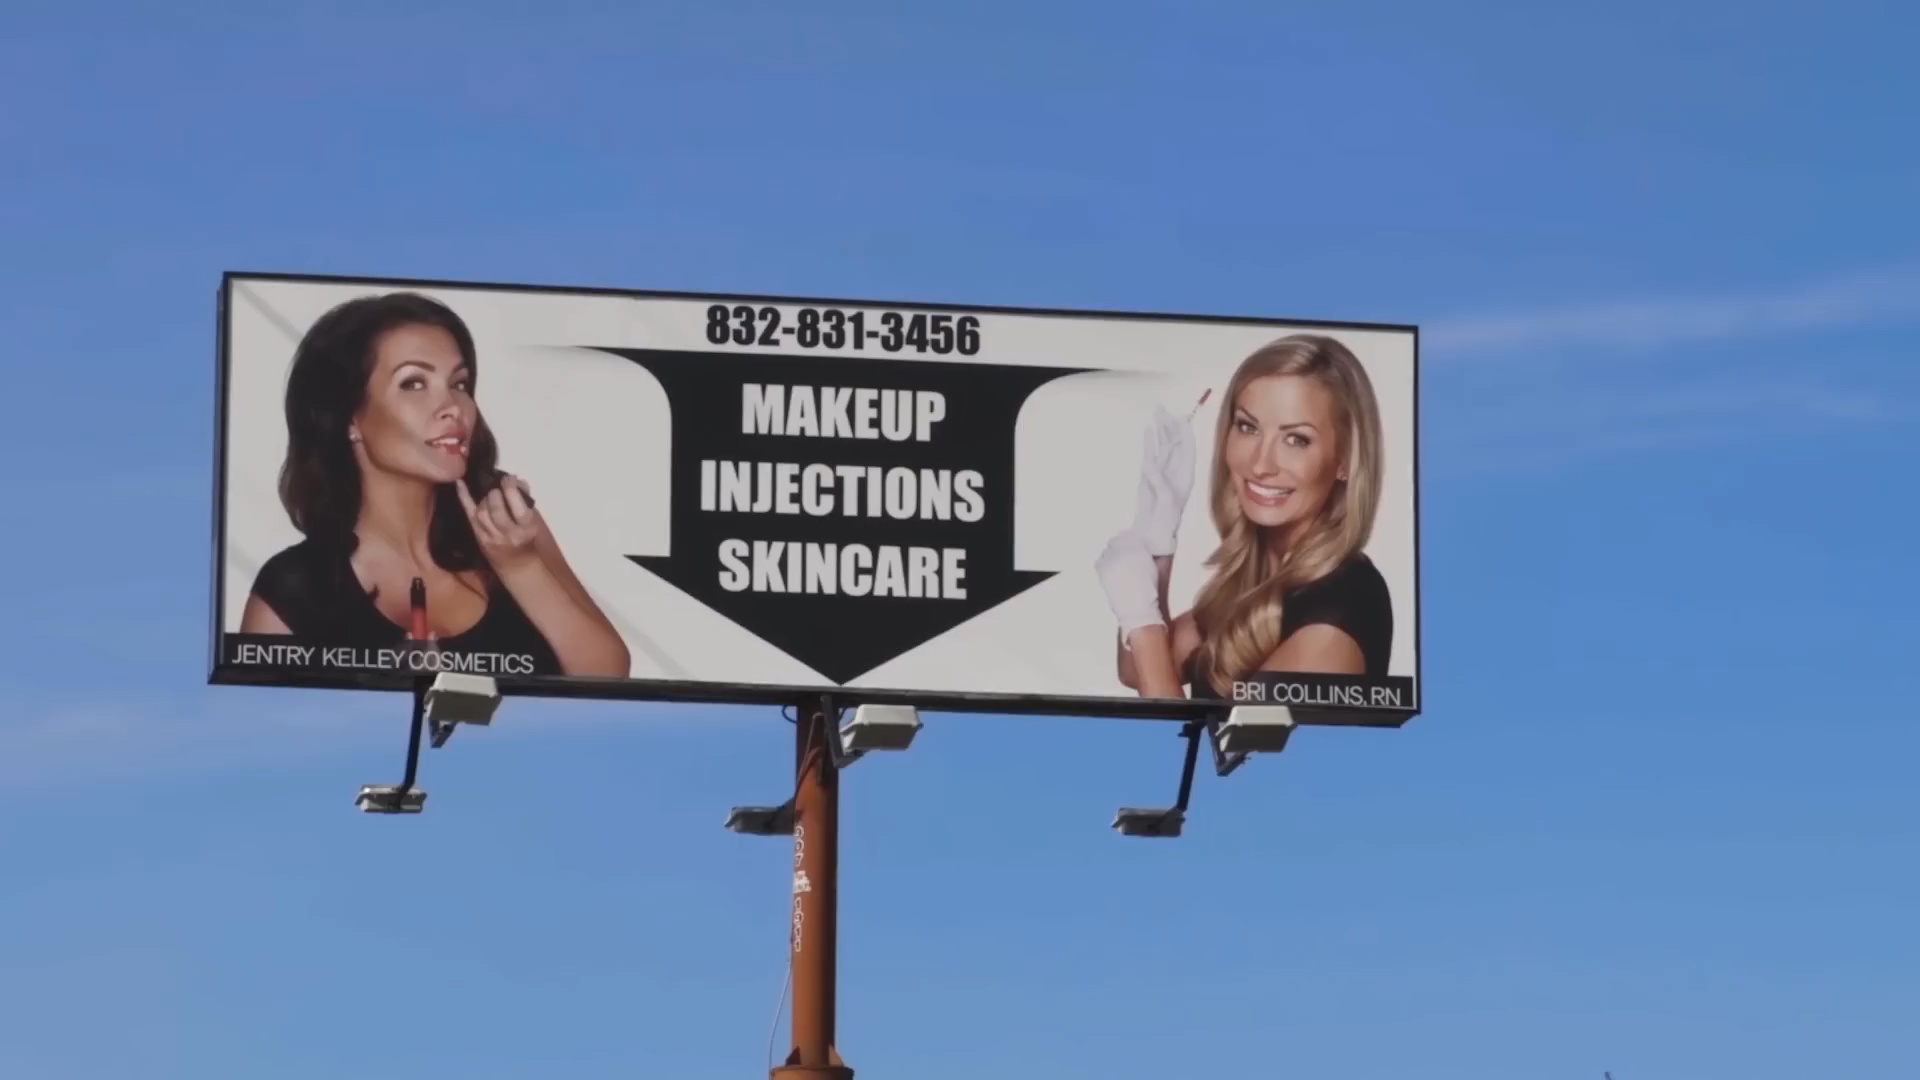 832-831-3456
MAKEUP
INJECTIONS
SKINCARE
JENTRY KELLEY COSMETICS
BRI COLLINS, RN